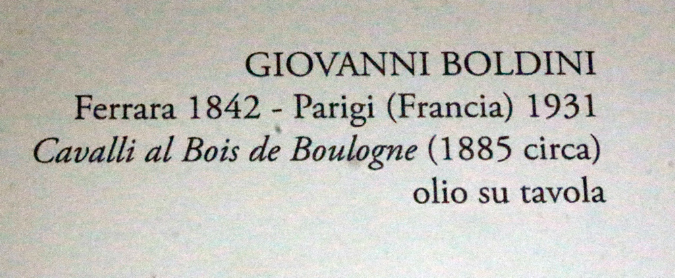 GIOVANNI BOLDINI
Ferrara 1842 - Parigi (Francia) 1931
Cavalli al Bois de Boulogne (1885 circa)
olio su tavola